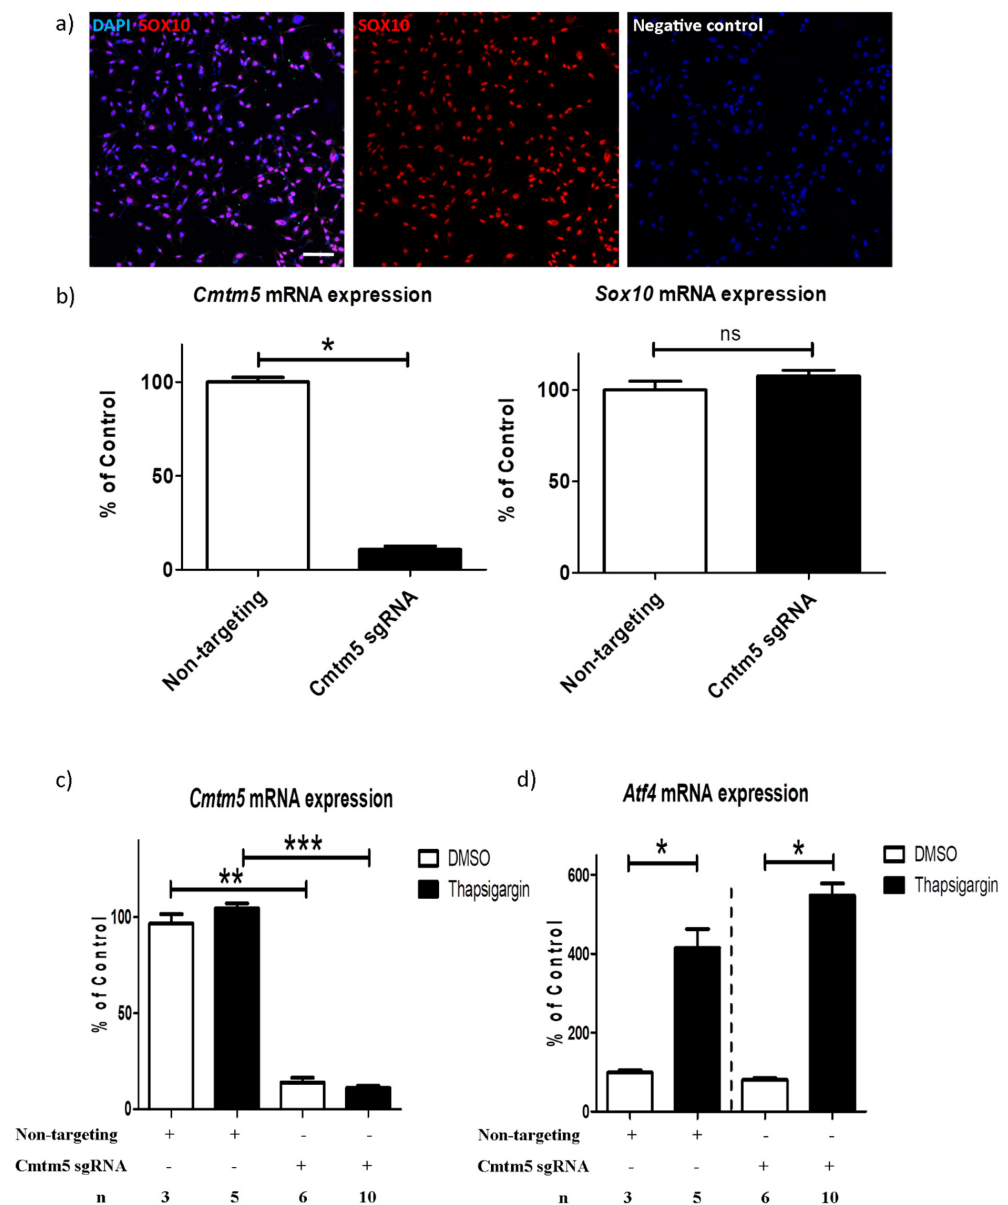 a)
DAPI SOX10
SOX10
Negative control
b)
Cmtm5 mRNA expression
% of Control
100
50
0
*
Non-targeting
Cmtm5 sgRNA
Sox10 mRNA expression
% of Control
100
50
0
ns
Non-targeting
Cmtm5 sgRNA
c)
Cmtm5 mRNA expression
% of Control
100
50
0
***
**
DMSO
Thapsigargin
Non-targeting + + - -
Cmtm5 sgRNA - - + +
n 3 5 6 10
d)
Atf4 mRNA expression
% of Control
600
400
200
0
* *
DMSO
Thapsigargin
Non-targeting + + - -
Cmtm5 sgRNA - - + +
n 3 5 6 10